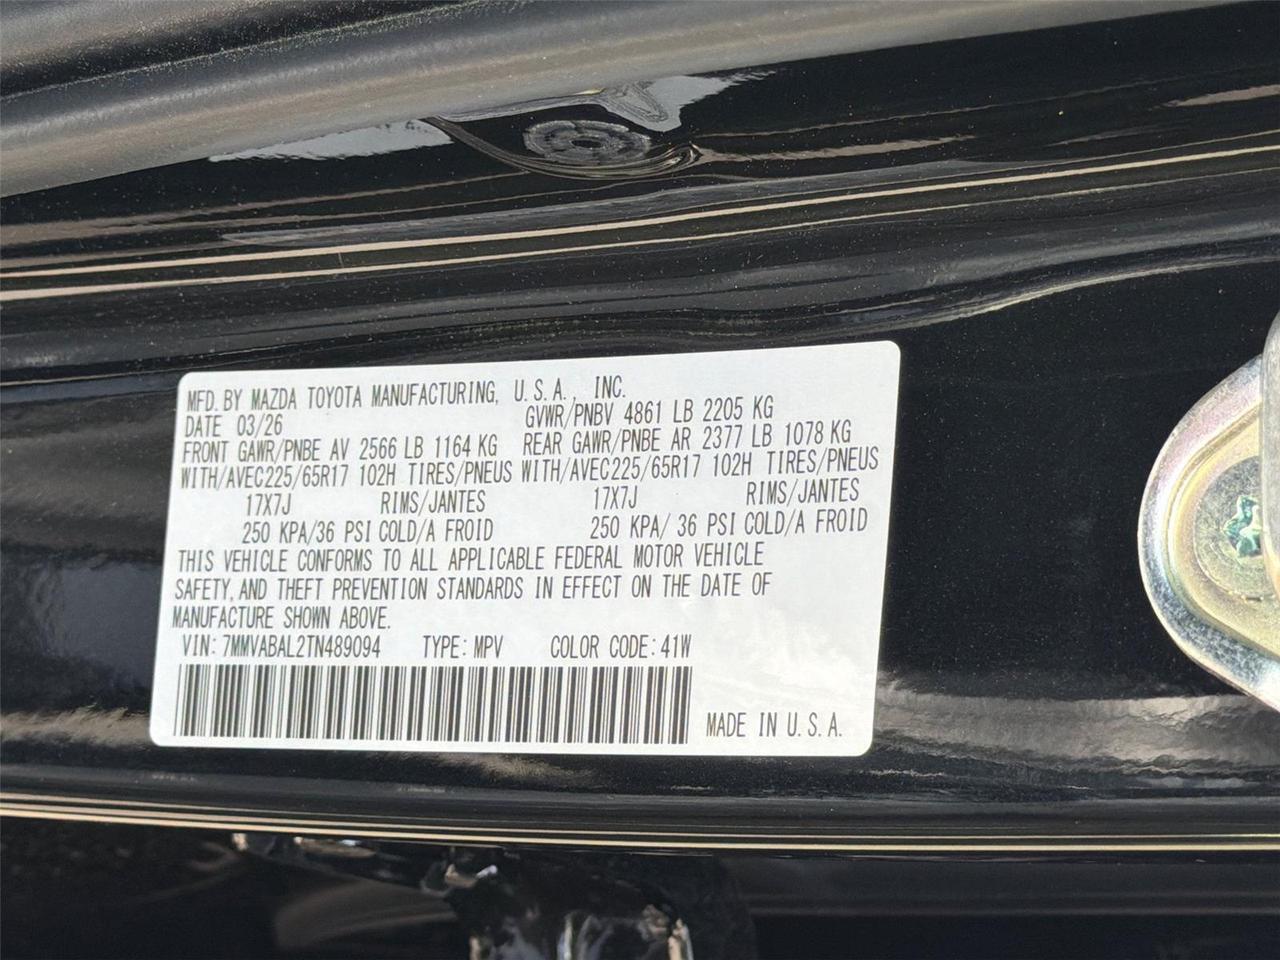 MFD. BY MAZDA TOYOTA MANUFACTURING, U.S.A., INC.
DATE 03/26 GVWR/PNBV 4861 LB 2205 KG
FRONT GAWR/PNBE AV 2566 LB 1164 KG REAR GAWR/PNBE AR 2377 LB 1078 KG
WITH/AVEC225/65R17 102H TIRES/PNEUS WITH/AVEC225/65R17 102H TIRES/PNEUS
17X7J RIMS/JANTES 17X7J RIMS/JANTES
250 KPA/36 PSI COLD/A FROID 250 KPA/ 36 PSI COLD/A FROID
THIS VEHICLE CONFORMS TO ALL APPLICABLE FEDERAL MOTOR VEHICLE
SAFETY, AND THEFT PREVENTION STANDARDS IN EFFECT ON THE DATE OF
MANUFACTURE SHOWN ABOVE.
VIN: 7MMVABAL2TN489094 TYPE: MPV COLOR CODE: 41W
MADE IN U.S.A.